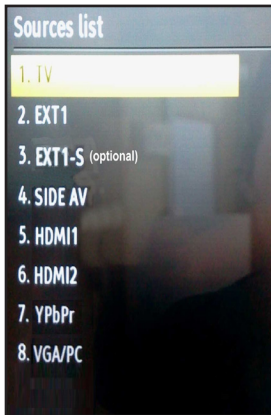 Sources list
1. TV
2. EXT1
3. EXT1-S (optional)
4. SIDE AV
5. HDMI1
6. HDMI2
7. YPbPr
8. VGA/PC